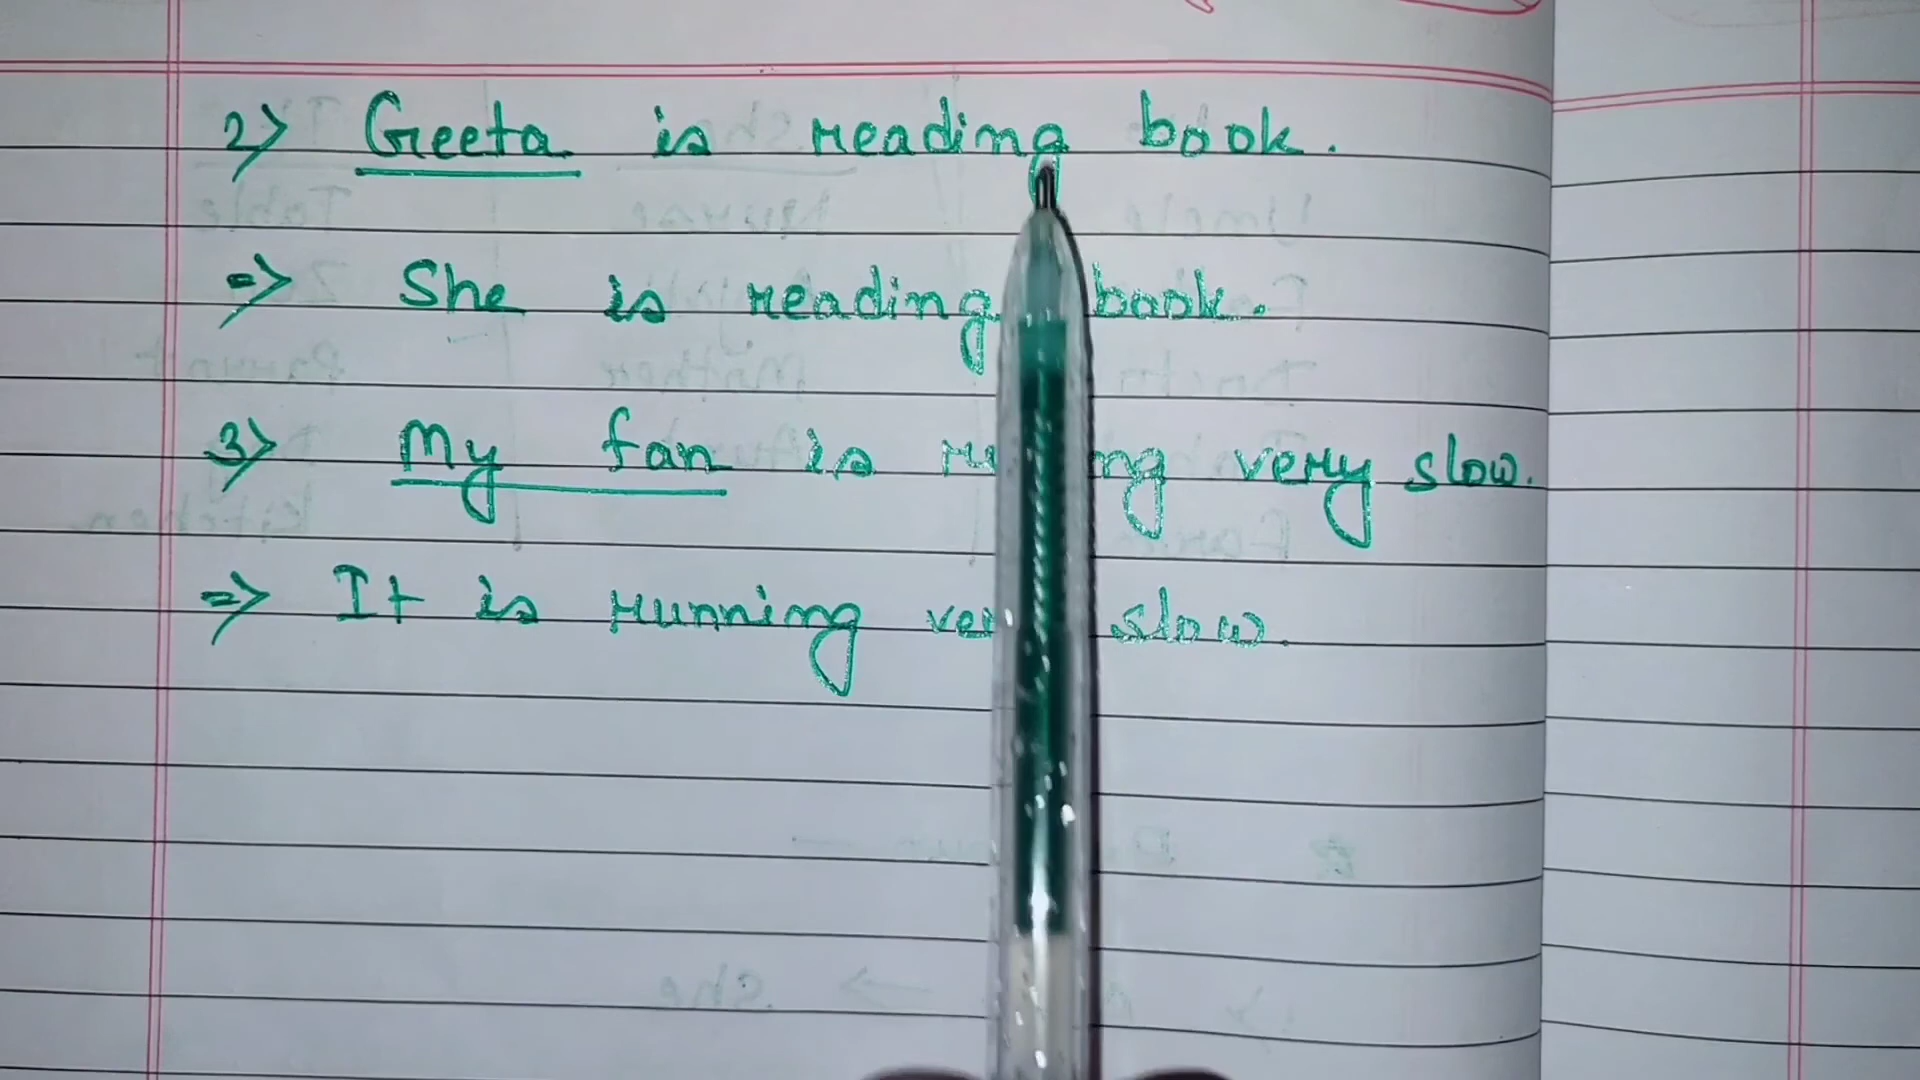 2) Geeta is reading book.
=> She is reading book.
3) My fan is very slow.
=> It is running slow.